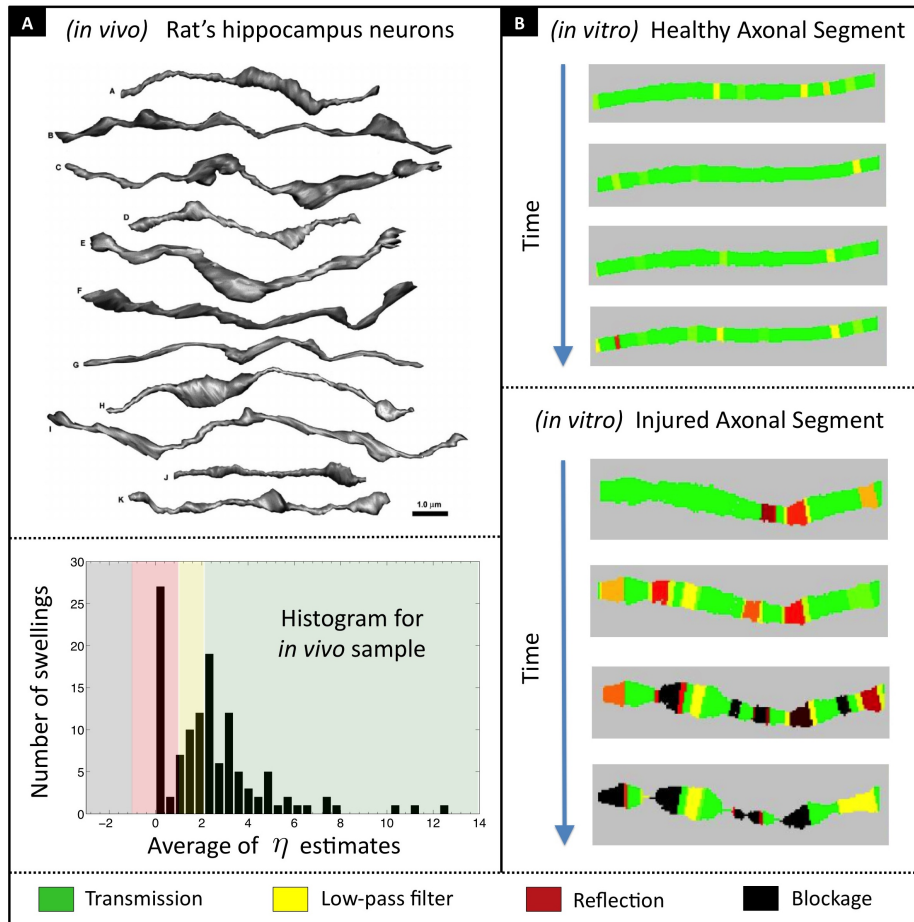 A
(in vivo) Rat's hippocampus neurons
A
B
C
D
E
F
G
H
I
J
K
1.0 μm
30
25
20
15
10
5
0
Number of swellings
Histogram for
in vivo sample
−2
0
2
4
6
8
10
12
14
Average of η estimates
B
(in vitro) Healthy Axonal Segment
Time
(in vitro) Injured Axonal Segment
Time
Transmission
Low-pass filter
Reflection
Blockage